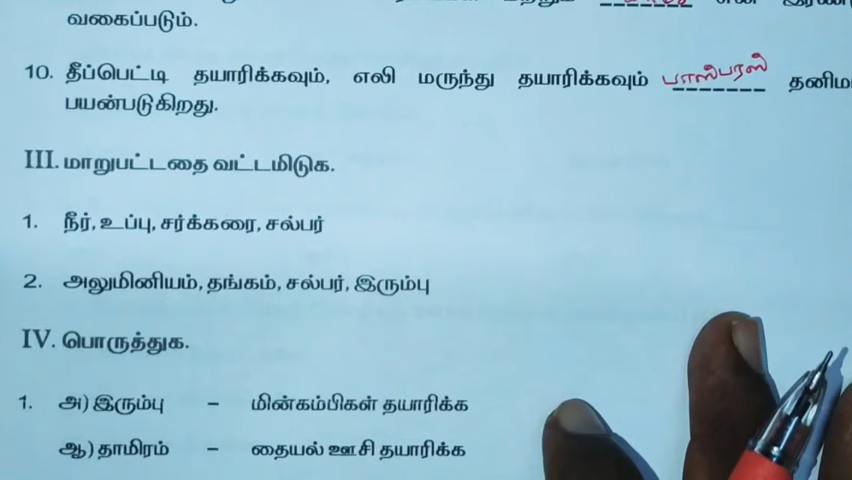 என
வகைப்படும்.
10. தீப்பெட்டி தயாரிக்கவும், எலி மருந்து தயாரிக்கவும் பாஸ்பரஸ்
பயன்படுகிறது.
III. மாறுபட்டதை வட்டமிடுக.
1. நீர், உப்பு, சர்க்கரை, சல்பர்
2. அலுமினியம், தங்கம், சல்பர், இரும்பு
IV. பொருத்துக.
1. அ) இரும்பு – மின்கம்பிகள் தயாரிக்க
ஆ) தாமிரம் – தையல் ஊசி தயாரிக்க